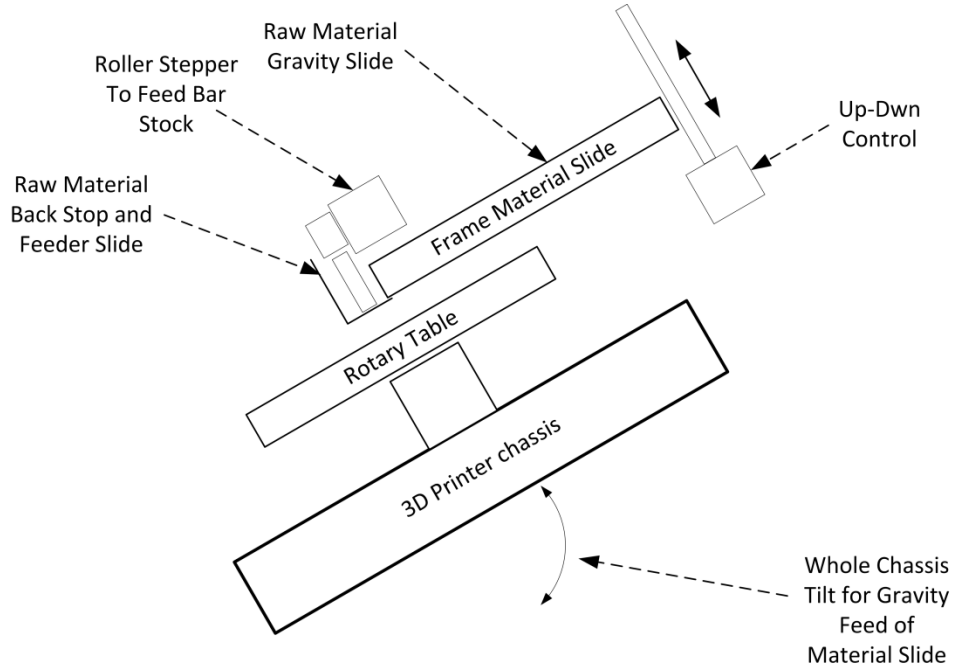 Raw Material
Gravity Slide
Roller Stepper
To Feed Bar
Stock
Up-Dwn
Control
Raw Material
Back Stop and
Feeder Slide
Frame Material Slide
Rotary Table
3D Printer chassis
Whole Chassis
Tilt for Gravity
Feed of
Material Slide